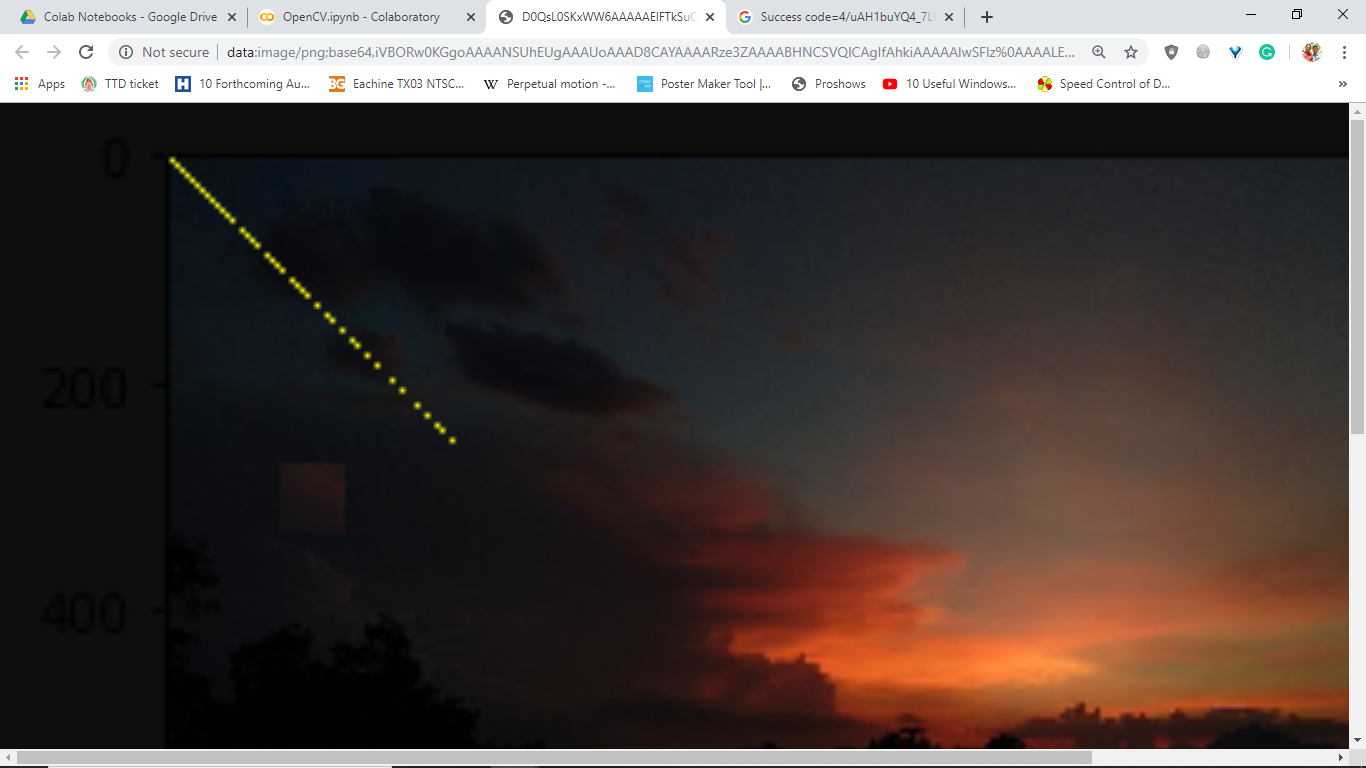 Colab Notebooks - Google Drive
OpenCV.ipynb - Colaboratory
D0QsL0SKxWW6AAAAAElFTkSuC
Success code=4/uAH1buYQ4_7L
Not secure
data:image/png;base64,iVBORw0KGgoAAAANSUhEUgAAAUoAAAD8CAYAAAARze3ZAAAABHNCSVQICAgIfAhkiAAAAAlwSFlz%0AAAALE...
Apps
TTD ticket
10 Forthcoming Au...
Eachine TX03 NTSC...
Perpetual motion -...
Poster Maker Tool |...
Proshows
10 Useful Windows...
Speed Control of D...
0
200
400